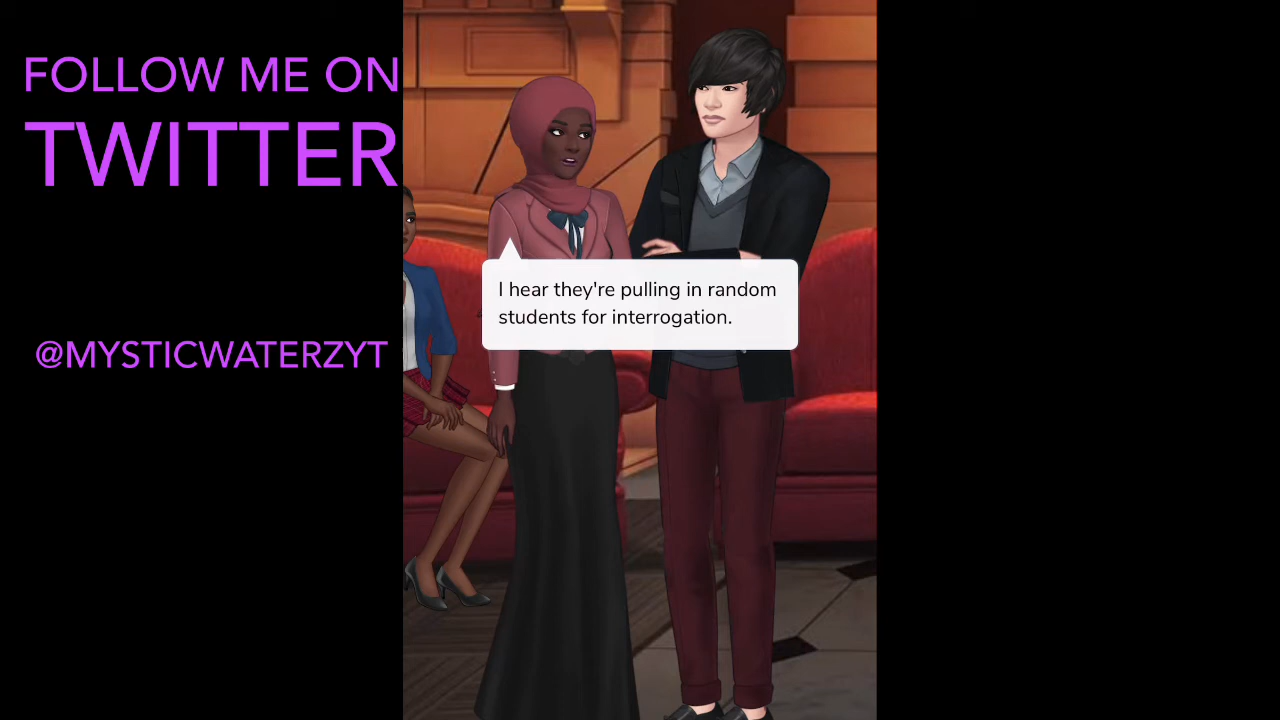 FOLLOW ME ON
TWITTER
@MYSTICWATERZYT
I hear they're pulling in random
students for interrogation.